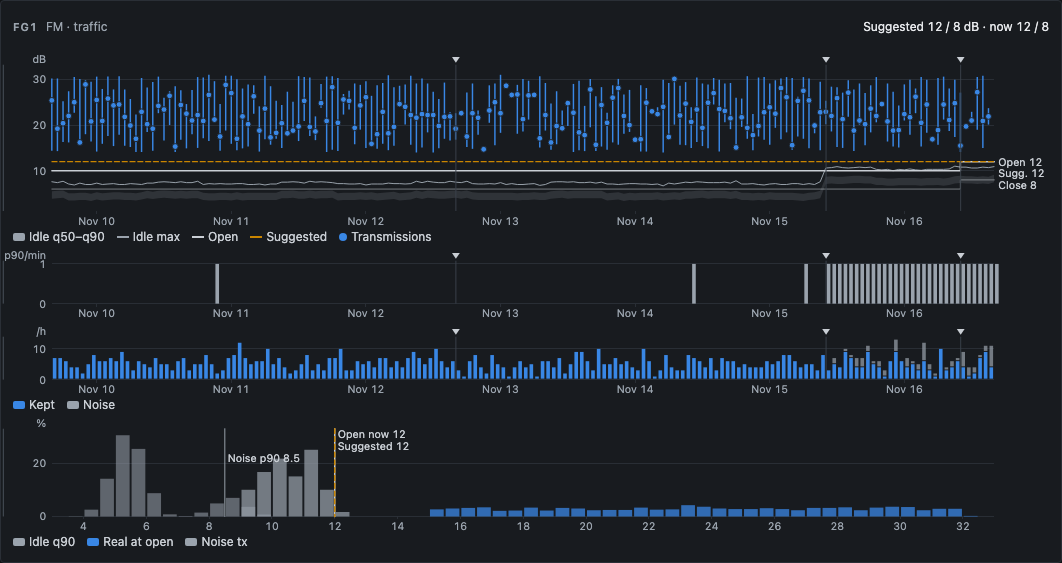 FG1 FM · traffic
Suggested 12 / 8 dB · now 12 / 8
dB
30
20
10
Open 12
Sugg. 12
Close 8
Nov 10 Nov 11 Nov 12 Nov 13 Nov 14 Nov 15 Nov 16
Idle q50–q90 Idle max Open Suggested Transmissions
p90/min
1
0
Nov 10 Nov 11 Nov 12 Nov 13 Nov 14 Nov 15 Nov 16
/h
10
0
Nov 10 Nov 11 Nov 12 Nov 13 Nov 14 Nov 15 Nov 16
Kept Noise
%
Open now 12
Suggested 12
Noise p90 8.5
20
0
4 6 8 10 12 14 16 18 20 22 24 26 28 30 32
Idle q90 Real at open Noise tx